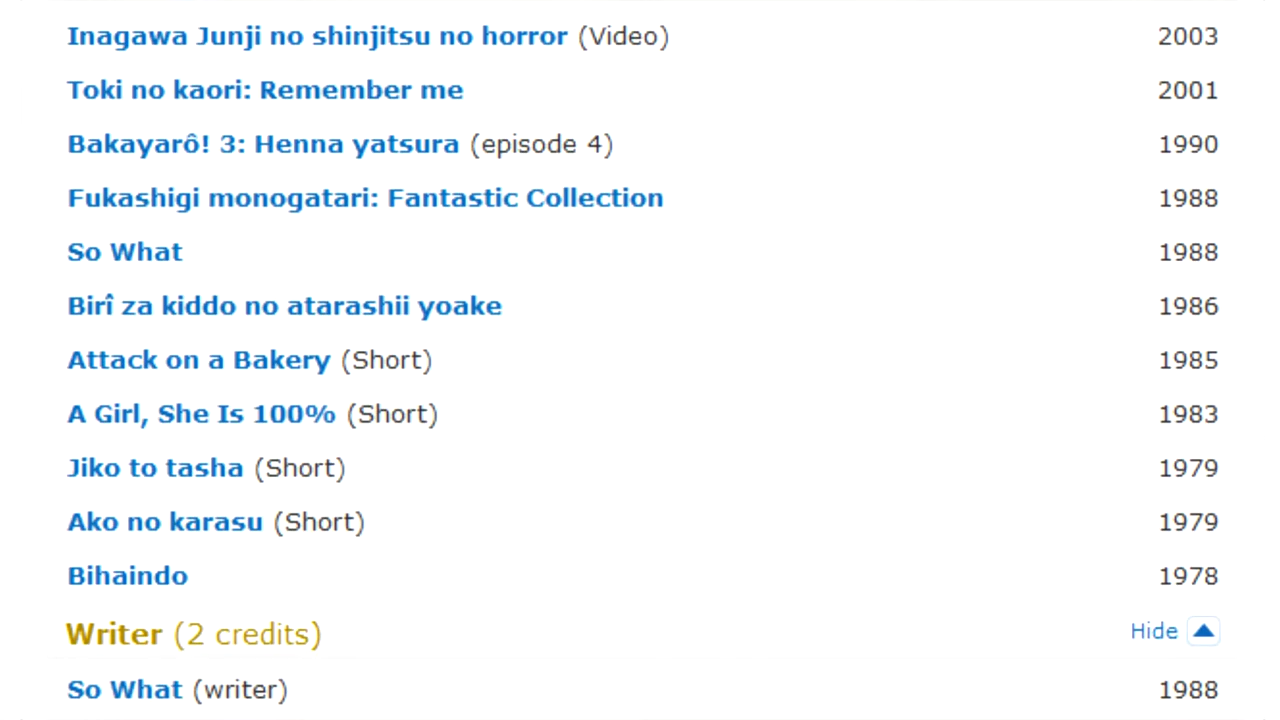 Inagawa Junji no shinjitsu no horror (Video) 2003
Toki no kaori: Remember me 2001
Bakayarô! 3: Henna yatsura (episode 4) 1990
Fukashigi monogatari: Fantastic Collection 1988
So What 1988
Birî za kiddo no atarashii yoake 1986
Attack on a Bakery (Short) 1985
A Girl, She Is 100% (Short) 1983
Jiko to tasha (Short) 1979
Ako no karasu (Short) 1979
Bihaindo 1978
Writer (2 credits) Hide
So What (writer) 1988